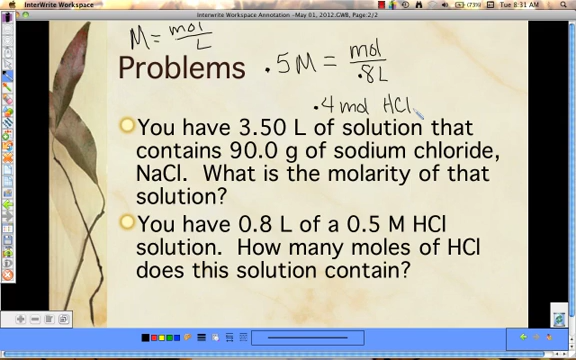 InterWrite Workspace
InterWrite Workspace Annotation - May 01, 2012.GWB, Page:2/2
(73%)
Tue 8:31 AM
M = mol
L
Problems
.5M = mol
.8L
.4 mol HCl
You have 3.50 L of solution that
contains 90.0 g of sodium chloride,
NaCl. What is the molarity of that
solution?
You have 0.8 L of a 0.5 M HCl
solution. How many moles of HCl
does this solution contain?